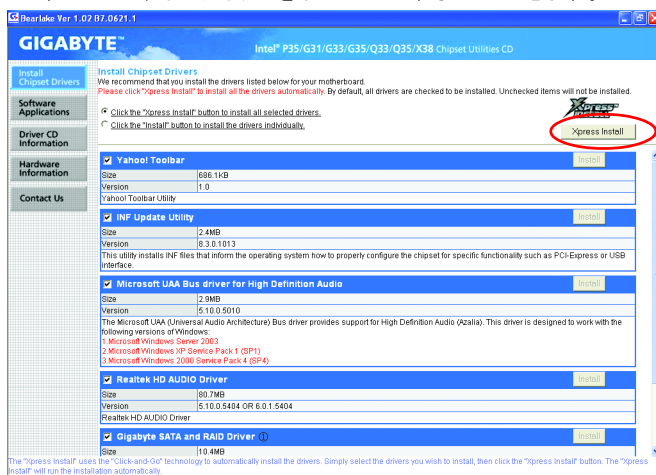 Bearlake Ver 1.02 B7.0621.1
GIGABYTE™
Intel® P35/G31/G33/G35/Q33/Q35/X38 Chipset Utilities CD
Install
Chipset Drivers
Software
Applications
Driver CD
Information
Hardware
Information
Contact Us
Install Chipset Drivers
We recommend that you install the drivers listed below for your motherboard.
Please click "Xpress Install" to install all the drivers automatically. By default, all drivers are checked to be installed. Unchecked items will not be installed.
Click the "Xpress Install" button to install all selected drivers.
Click the "Install" button to install the drivers individually.
Xpress
Install
Xpress Install
Yahoo! Toolbar Install
Size 686.1KB
Version 1.0
Yahoo! Toolbar Utility
INF Update Utility Install
Size 2.4MB
Version 8.3.0.1013
This utility installs INF files that inform the operating system how to properly configure the chipset for specific functionality such as PCI-Express or USB
interface.
Microsoft UAA Bus driver for High Definition Audio Install
Size 2.9MB
Version 5.10.0.5010
The Microsoft UAA (Universal Audio Architecture) Bus driver provides support for High Definition Audio (Azalia). This driver is designed to work with the
following versions of Windows:
1.Microsoft Windows Server 2003
2.Microsoft Windows XP Service Pack 1 (SP1)
3.Microsoft Windows 2000 Service Pack 4 (SP4)
Realtek HD AUDIO Driver Install
Size 80.7MB
Version 5.10.0.5404 OR 6.0.1.5404
Realtek HD AUDIO Driver
Gigabyte SATA and RAID Driver ① Install
Size 10.4MB
The "Xpress Install" uses the "Click-and-Go" technology to automatically install the drivers. Simply select the drivers you wish to install, then click the "Xpress Install" button. The "Xpress
Install" will run the installation automatically.